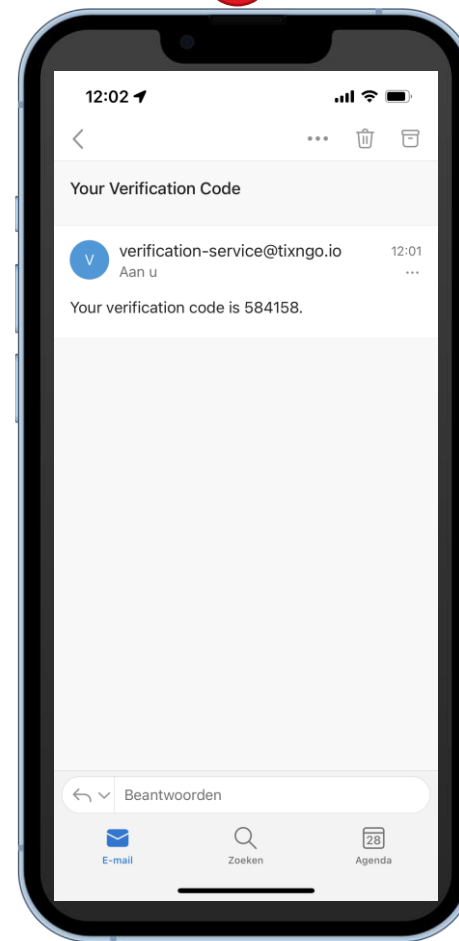 12:02
Your Verification Code
V
verification-service@tixngo.io 12:01
Aan u
Your verification code is 584158.
Beantwoorden
28
E-mail Zoeken Agenda